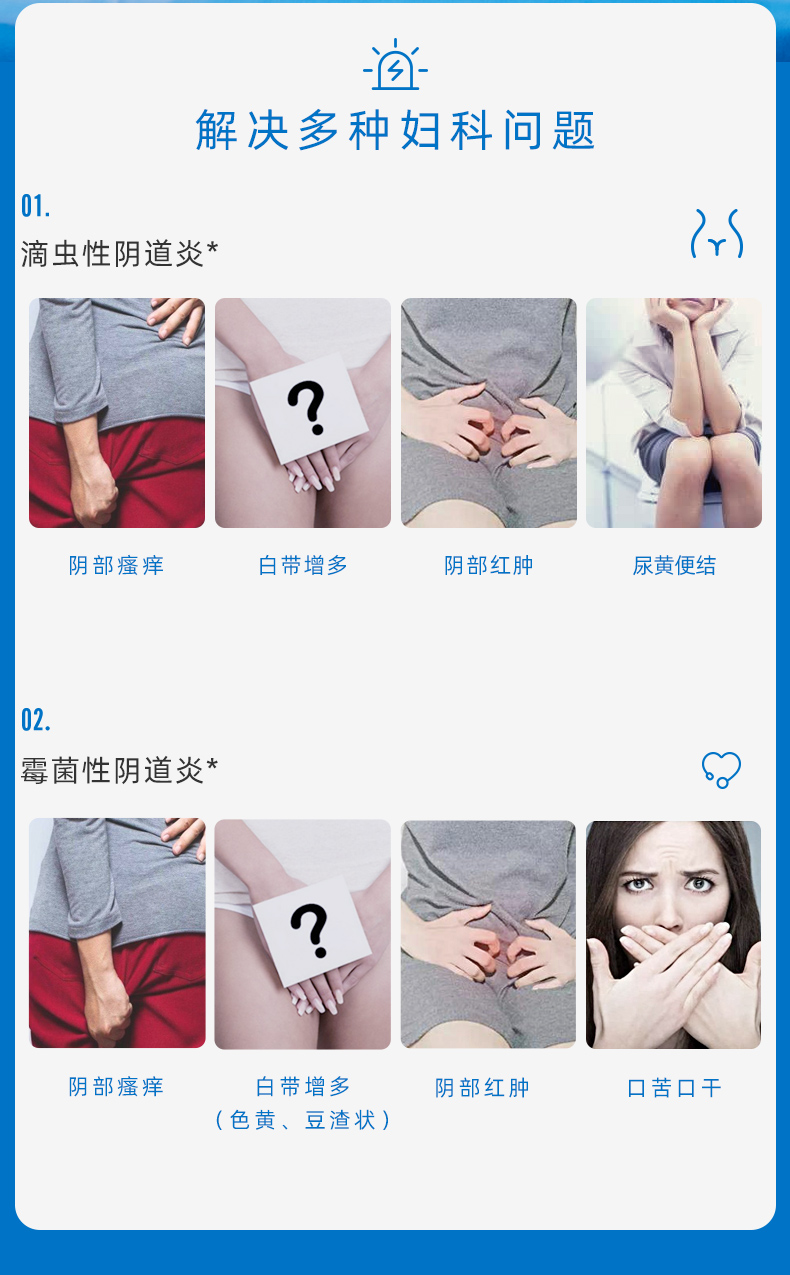 解决多种妇科问题
01.
滴虫性阴道炎*
?
阴部瘙痒
白带增多
阴部红肿
尿黄便结
02.
霉菌性阴道炎*
?
阴部瘙痒
白带增多
（色黄、豆渣状）
阴部红肿
口苦口干